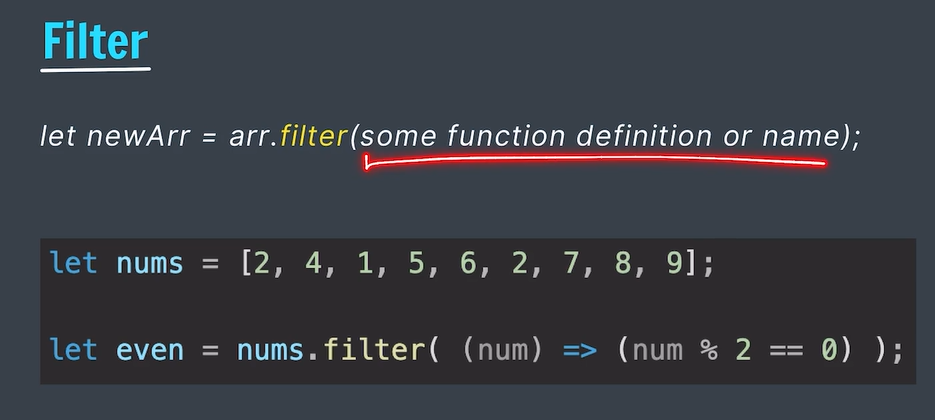 Filter
let newArr = arr.filter(some function definition or name);
let nums = [2, 4, 1, 5, 6, 2, 7, 8, 9];
let even = nums.filter( (num) => (num % 2 == 0) );